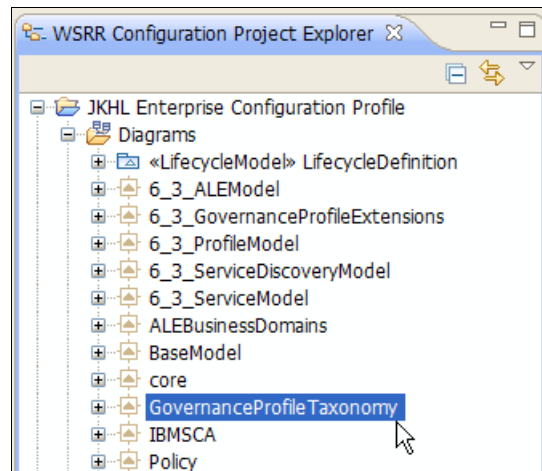 WSRR Configuration Project Explorer
JKHL Enterprise Configuration Profile
Diagrams
«LifecycleModel» LifecycleDefinition
6_3_ALEModel
6_3_GovernanceProfileExtensions
6_3_ProfileModel
6_3_ServiceDiscoveryModel
6_3_ServiceModel
ALEBusinessDomains
BaseModel
core
GovernanceProfileTaxonomy
IBMSCA
Policy